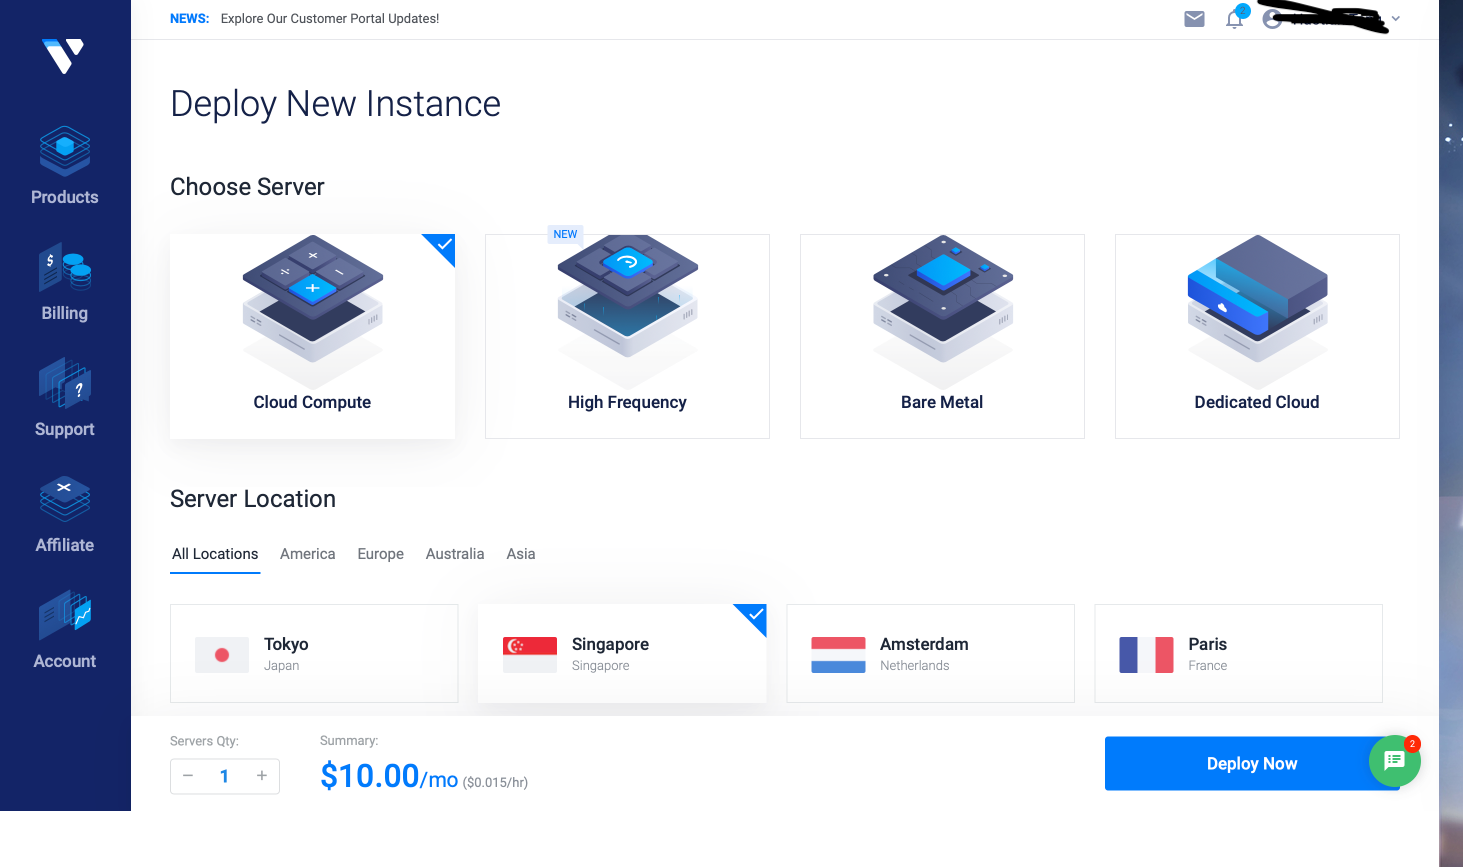 NEWS: Explore Our Customer Portal Updates!
2
Deploy New Instance
Products
Billing
Support
Affiliate
Account
Choose Server
NEW
Cloud Compute
High Frequency
Bare Metal
Dedicated Cloud
Server Location
All Locations America Europe Australia Asia
Tokyo
Japan
Singapore
Singapore
Amsterdam
Netherlands
Paris
France
Servers Qty:
− 1 +
Summary:
$10.00/mo ($0.015/hr)
Deploy Now
2